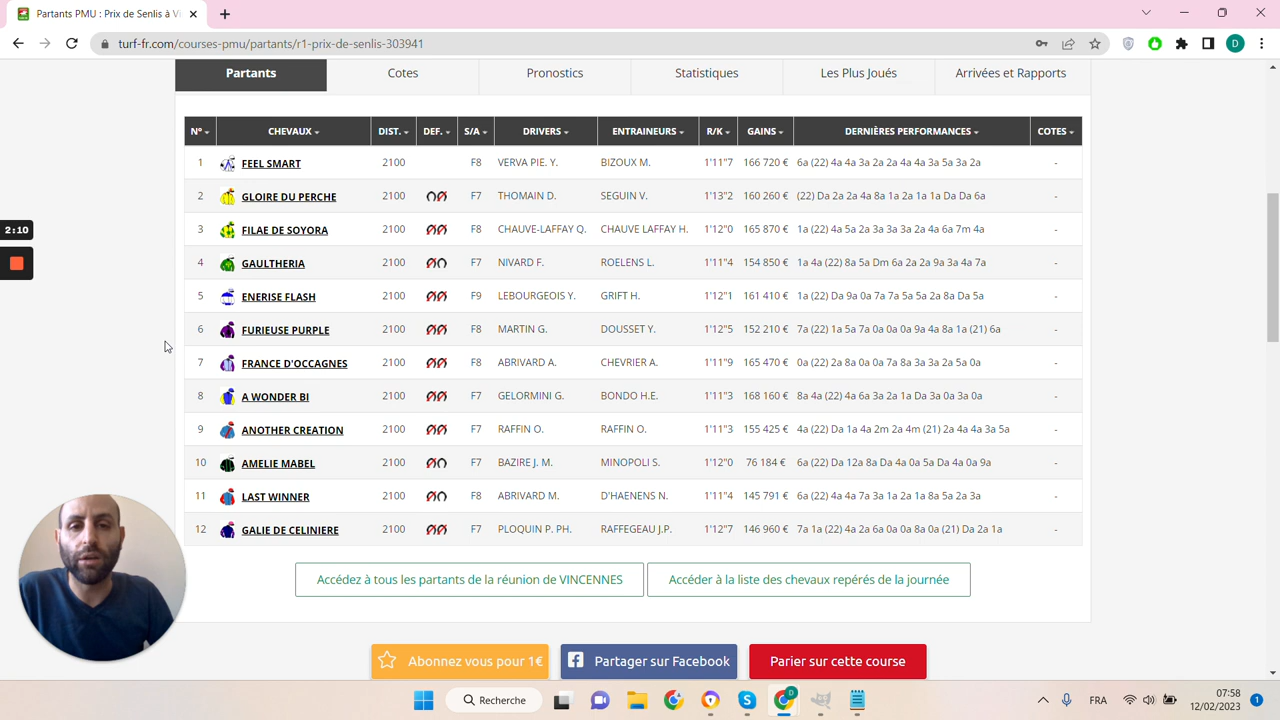 Partants PMU : Prix de Senlis à Vi
turf-fr.com/courses-pmu/partants/r1-prix-de-senlis-303941
D
Partants Cotes Pronostics Statistiques Les Plus Joués Arrivées et Rapports
N° CHEVAUX DIST. DEF. S/A DRIVERS ENTRAINEURS R/K GAINS DERNIÈRES PERFORMANCES COTES
1 FEEL SMART 2100 F8 VERVA PIE. Y. BIZOUX M. 1'11"7 166 720 € 6a (22) 4a 4a 3a 2a 2a 4a 4a 3a 5a 3a 2a
2 GLOIRE DU PERCHE 2100 F7 THOMAIN D. SEGUIN V. 1'13"2 160 260 € (22) Da 2a 2a 4a 8a 1a 2a 1a 1a Da Da 6a -
2:10
3 FILAE DE SOYORA 2100 F8 CHAUVE-LAFFAY Q. CHAUVE LAFFAY H. 1'12"0 165 870 € 1a (22) 4a 5a 2a 3a 3a 3a 2a 4a 6a 7m 4a -
4 GAULTHERIA 2100 F7 NIVARD F. ROELENS L. 1'11"4 154 850 € 1a 4a (22) 8a 5a Dm 6a 2a 2a 9a 3a 4a 7a -
5 ENERISE FLASH 2100 F9 LEBOURGEOIS Y. GRIFT H. 1'12"1 161 410 € 1a (22) Da 9a 0a 7a 7a 5a 5a 2a 8a Da 5a -
6 FURIEUSE PURPLE 2100 F8 MARTIN G. DOUSSET Y. 1'12"5 152 210 € 7a (22) 1a 5a 7a 0a 0a 0a 9a 4a 8a 1a (21) 6a -
7 FRANCE D'OCCAGNES 2100 F8 ABRIVARD A. CHEVRIER A. 1'11"9 165 470 € 0a (22) 2a 8a 0a 0a 7a 8a 3a 3a 2a 5a 0a -
8 A WONDER BI 2100 F7 GELORMINI G. BONDO H.E. 1'11"3 168 160 € 8a 4a (22) 4a 6a 3a 2a 1a Da 3a 0a 3a 0a -
9 ANOTHER CREATION 2100 F7 RAFFIN O. RAFFIN O. 1'11"3 155 425 € 4a (22) Da 1a 4a 2m 2a 4m (21) 2a 4a 4a 3a 5a -
10 AMELIE MABEL 2100 F7 BAZIRE J. M. MINOPOLI S. 1'12"0 76 184 € 6a (22) Da 12a 8a Da 4a 0a 5a Da 4a 0a 9a -
11 LAST WINNER 2100 F8 ABRIVARD M. D'HAENENS N. 1'11"4 145 791 € 6a (22) 4a 4a 7a 3a 1a 2a 1a 8a 5a 2a 3a -
12 GALIE DE CELINIERE 2100 F7 PLOQUIN P. PH. RAFFEGEAU J.P. 1'12"7 146 960 € 7a 1a (22) 4a 2a 6a 0a 0a 8a 0a (21) Da 2a 1a -
Accédez à tous les partants de la réunion de VINCENNES Accéder à la liste des chevaux repérés de la journée
Abonnez vous pour 1€ Partager sur Facebook Parier sur cette course
Recherche D FRA 07:58
12/02/2023 1